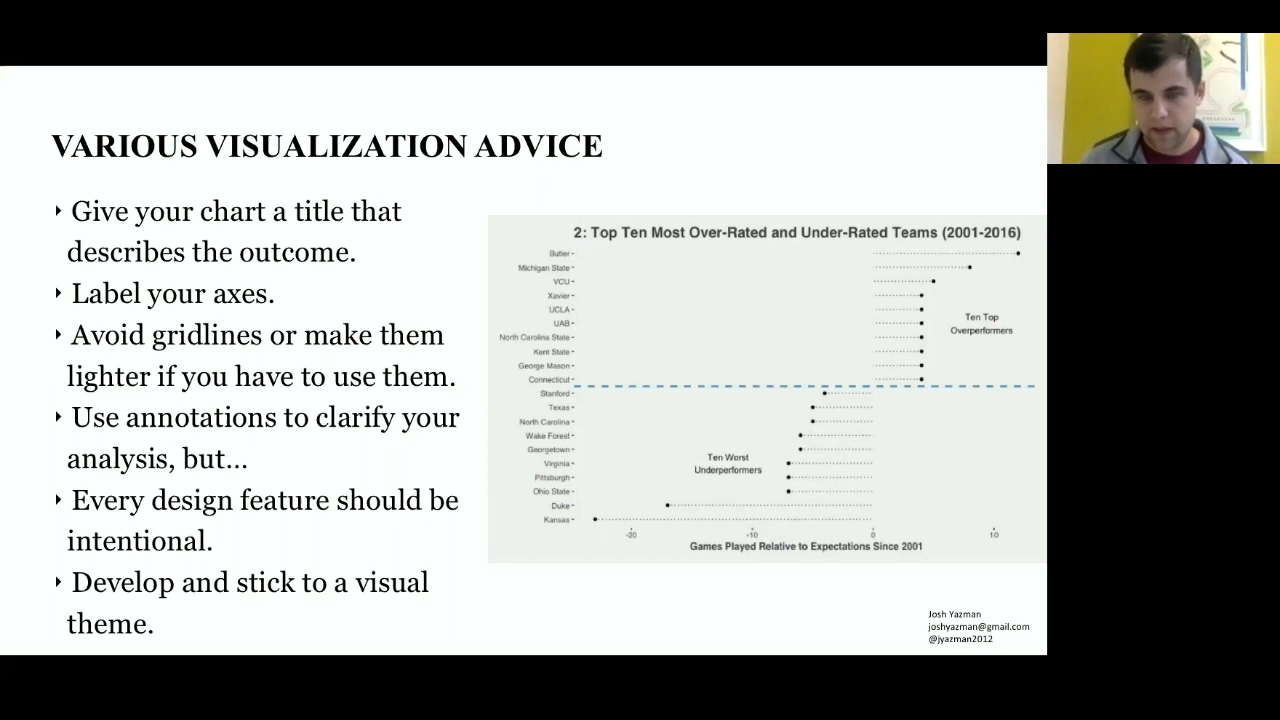 VARIOUS VISUALIZATION ADVICE
‣ Give your chart a title that
describes the outcome.
‣ Label your axes.
‣ Avoid gridlines or make them
lighter if you have to use them.
‣ Use annotations to clarify your
analysis, but...
‣ Every design feature should be
intentional.
‣ Develop and stick to a visual
theme.
2: Top Ten Most Over-Rated and Under-Rated Teams (2001-2016)
Butler
Michigan State
VCU
Xavier
UCLA
UAB
North Carolina State
Kent State
George Mason
Connecticut
Stanford
Texas
North Carolina
Wake Forest
Georgetown
Virginia
Pittsburgh
Ohio State
Duke
Kansas
Ten Top
Overperformers
Ten Worst
Underperformers
-20 -10 0 10
Games Played Relative to Expectations Since 2001
Josh Yazman
joshyazman@gmail.com
@jyazman2012